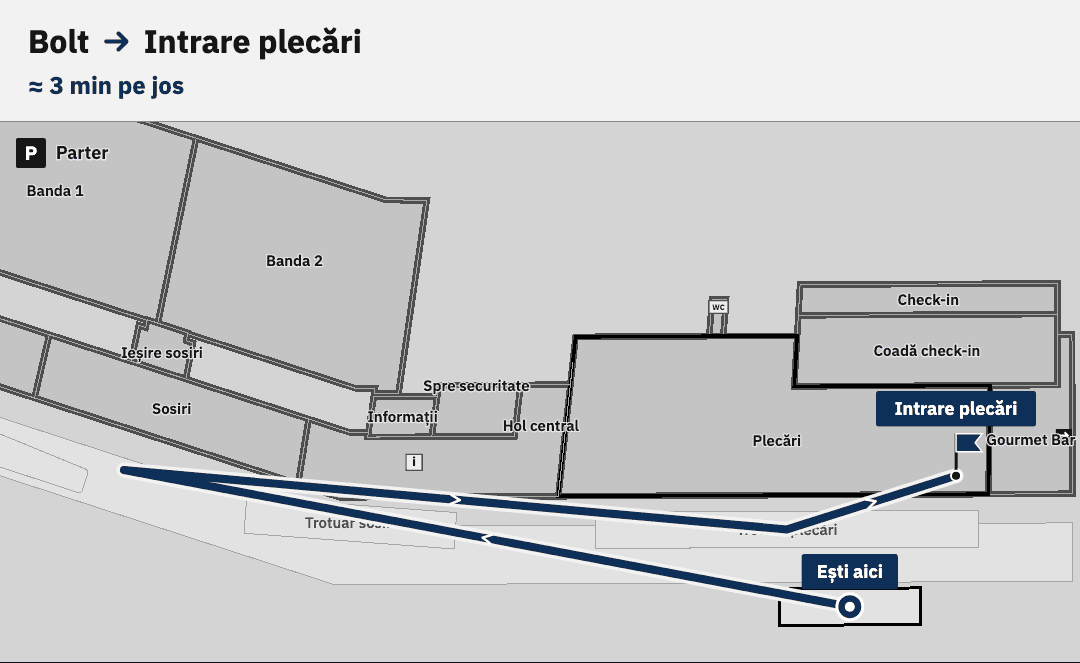 Bolt → Intrare plecări
≈ 3 min pe jos
P Parter
Banda 1
Banda 2
Check-in
wc
Coadă check-in
Ieșire sosiri
Spre securitate
Sosiri
Informații
Intrare plecări
Hol central
Plecări
Gourmet Bar
i
Trotuar
plecări
Ești aici